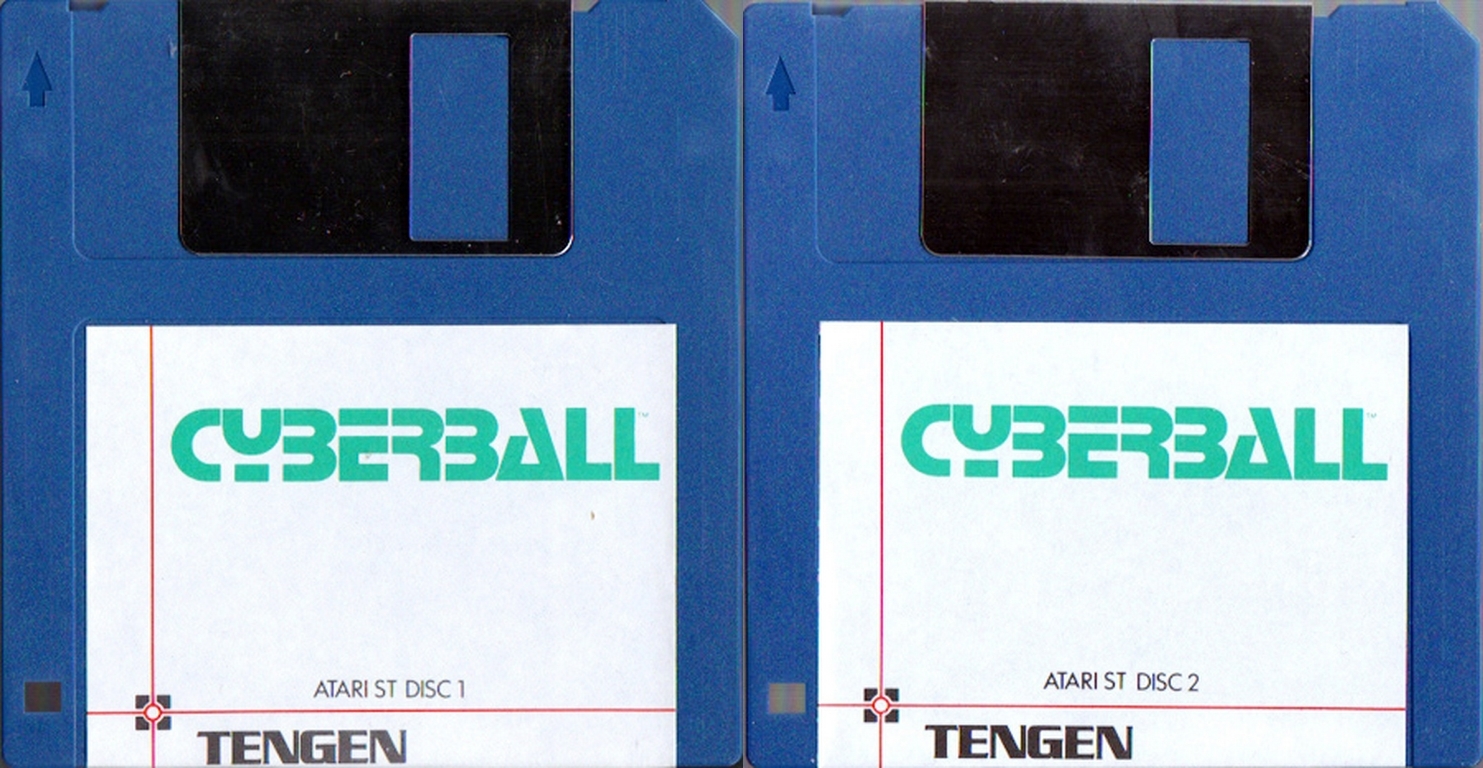 CYBERBALL™
ATARI ST DISC 1
TENGEN
CYBERBALL™
ATARI ST DISC 2
TENGEN